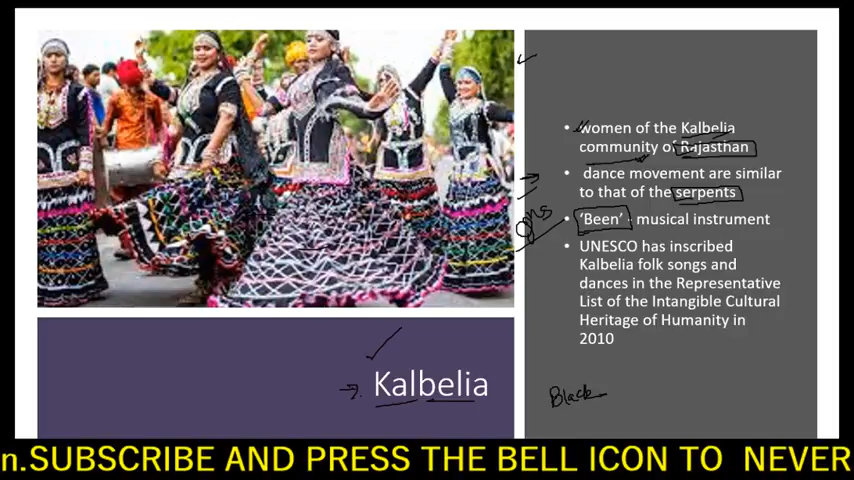 • women of the Kalbelia
community of Rajasthan
• dance movement are similar
to that of the serpents
• ‘Been’ - musical instrument
• UNESCO has inscribed
Kalbelia folk songs and
dances in the Representative
List of the Intangible Cultural
Heritage of Humanity in
2010
Kalbelia
Black
n.SUBSCRIBE AND PRESS THE BELL ICON TO NEVER